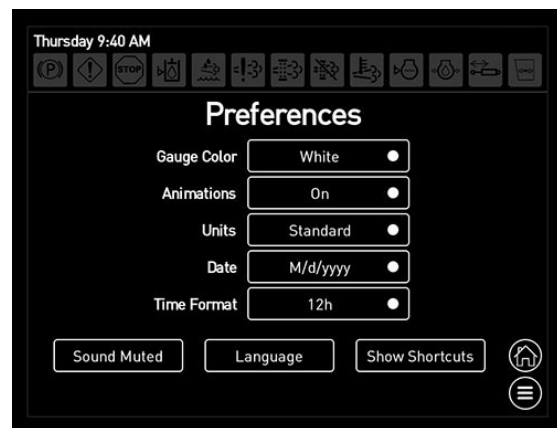 Thursday 9:40 AM
P STOP
Preferences
Gauge Color White
Animations On
Units Standard
Date M/d/yyyy
Time Format 12h
Sound Muted Language Show Shortcuts